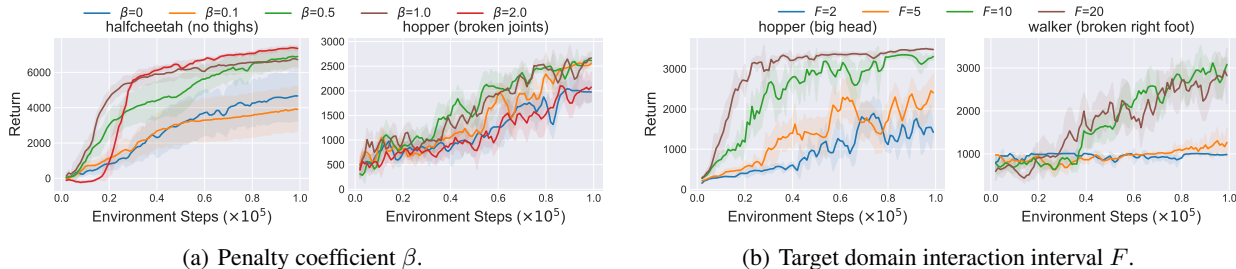 β=0 β=0.1 β=0.5 β=1.0 β=2.0
halfcheetah (no thighs) hopper (broken joints)
Return
6000
4000
2000
0
0.0 0.2 0.4 0.6 0.8 1.0
Environment Steps (×10⁵)
3000
2500
2000
1500
1000
500
0
0.0 0.2 0.4 0.6 0.8 1.0
Environment Steps (×10⁵)
(a) Penalty coefficient β.
F=2 F=5 F=10 F=20
hopper (big head) walker (broken right foot)
Return
3000
2000
1000
0
0.0 0.2 0.4 0.6 0.8 1.0
Environment Steps (×10⁵)
3000
2000
1000
0.0 0.2 0.4 0.6 0.8 1.0
Environment Steps (×10⁵)
(b) Target domain interaction interval F.